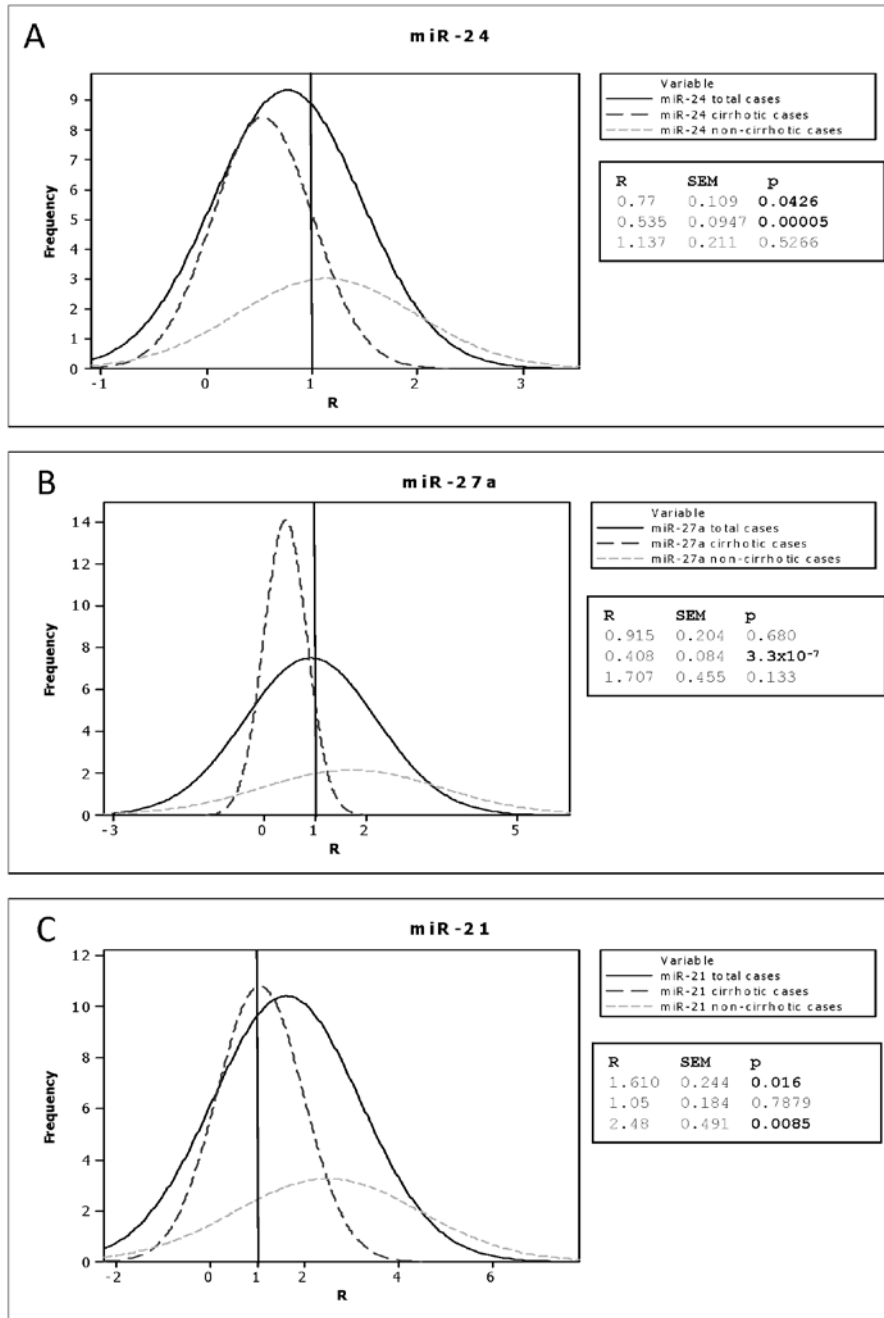 A
miR-24
Frequency
9
8
7
6
5
4
3
2
1
0
-1 0 1 2 3
R
Variable
miR-24 total cases
miR-24 cirrhotic cases
miR-24 non-cirrhotic cases
R SEM p
0.77 0.109 0.0426
0.535 0.0947 0.00005
1.137 0.211 0.5266
B
miR-27a
Frequency
14
12
10
8
6
4
2
0
-3 0 1 2 5
R
Variable
miR-27a total cases
miR-27a cirrhotic cases
miR-27a non-cirrhotic cases
R SEM p
0.915 0.204 0.680
0.408 0.084 3.3x10⁻⁷
1.707 0.455 0.133
C
miR-21
Frequency
12
10
8
6
4
2
0
-2 0 1 2 4 6
R
Variable
miR-21 total cases
miR-21 cirrhotic cases
miR-21 non-cirrhotic cases
R SEM p
1.610 0.244 0.016
1.05 0.184 0.7879
2.48 0.491 0.0085